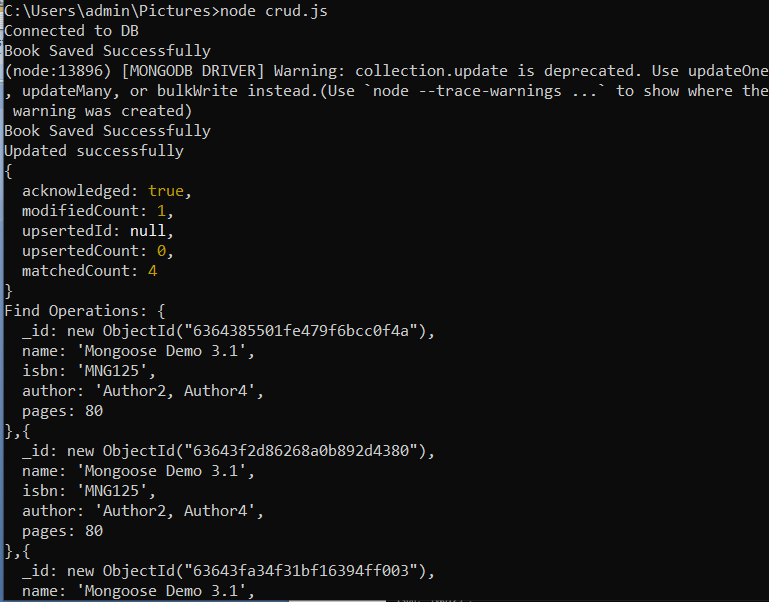 C:\Users\admin\Pictures>node crud.js
Connected to DB
Book Saved Successfully
(node:13896) [MONGODB DRIVER] Warning: collection.update is deprecated. Use updateOne
, updateMany, or bulkWrite instead.(Use `node --trace-warnings ...` to show where the
 warning was created)
Book Saved Successfully
Updated successfully
{
  acknowledged: true,
  modifiedCount: 1,
  upsertedId: null,
  upsertedCount: 0,
  matchedCount: 4
}
Find Operations: {
  _id: new ObjectId("6364385501fe479f6bcc0f4a"),
  name: 'Mongoose Demo 3.1',
  isbn: 'MNG125',
  author: 'Author2, Author4',
  pages: 80
},{
  _id: new ObjectId("63643f2d86268a0b892d4380"),
  name: 'Mongoose Demo 3.1',
  isbn: 'MNG125',
  author: 'Author2, Author4',
  pages: 80
},{
  _id: new ObjectId("63643fa34f31bf16394ff003"),
  name: 'Mongoose Demo 3.1',